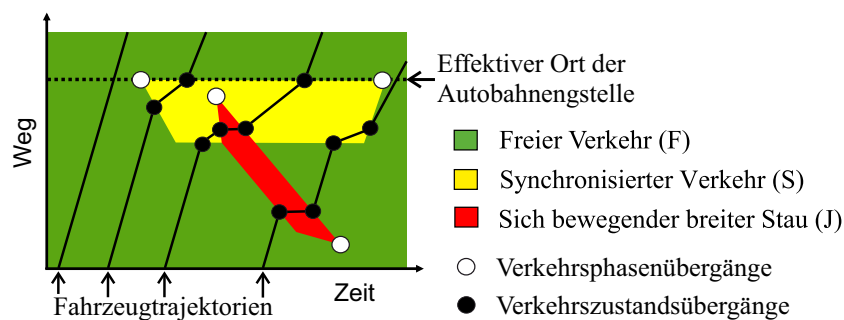 Weg
Effektiver Ort der
Autobahnengstelle
Freier Verkehr (F)
Synchronisierter Verkehr (S)
Sich bewegender breiter Stau (J)
Verkehrsphasenübergänge
Verkehrszustandsübergänge
Fahrzeugtrajektorien
Zeit